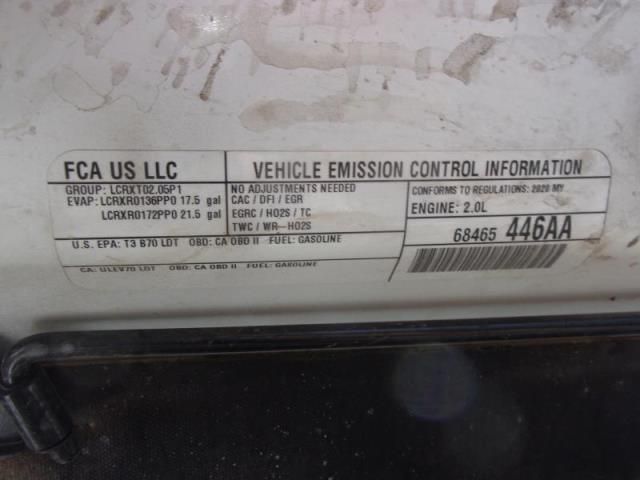 FCA US LLC
VEHICLE EMISSION CONTROL INFORMATION
GROUP: LCRXT02.05P1
EVAP: LCRXR0136PP0 17.5 gal
LCRXR0172PP0 21.5 gal
NO ADJUSTMENTS NEEDED
CAC / DFI / EGR
EGRC / HO2S / TC
TWC / WR-HO2S
CONFORMS TO REGULATIONS: 2020 MY
ENGINE: 2.0L
U.S. EPA: T3 B70 LDT OBD: CA OBD II FUEL: GASOLINE
CA: ULEV70 LDT OBD: CA OBD II FUEL: GASOLINE
68465 446AA